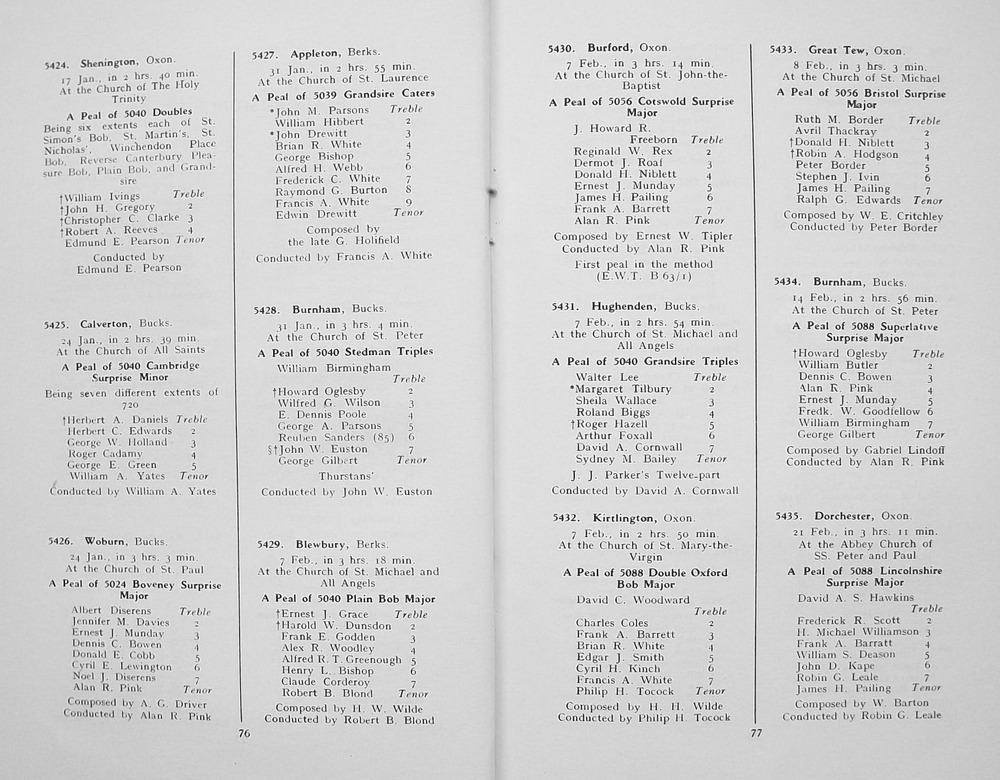 5424. Shenington, Oxon.
17 Jan., in 2 hrs. 40 min.
At the Church of The Holy
Trinity
A Peal of 5040 Doubles
Being six extents each of St.
Simon's Bob, St. Martin's, St.
Nicholas', Winchendon Place
Bob, Reverse Canterbury Plea-
sure Bob, Plain Bob, and Grand-
sire
†William Ivings Treble
†John H. Gregory 2
†Christopher C. Clarke 3
†Robert A. Reeves 4
Edmund E. Pearson Tenor
Conducted by
Edmund E. Pearson
5425. Calverton, Bucks.
24 Jan., in 2 hrs. 39 min.
At the Church of All Saints
A Peal of 5040 Cambridge
Surprise Minor
Being seven different extents of
720
†Herbert A. Daniels Treble
Herbert C. Edwards 2
George W. Holland 3
Roger Cadamy 4
George E. Green 5
William A. Yates Tenor
Conducted by William A. Yates
5426. Woburn, Bucks.
24 Jan., in 3 hrs. 3 min.
At the Church of St. Paul
A Peal of 5024 Boveney Surprise
Major
Albert Diserens Treble
Jennifer M. Davies 2
Ernest J. Munday 3
Dennis C. Bowen 4
Donald E. Cobb 5
Cyril E. Lewington 6
Noel J. Diserens 7
Alan R. Pink Tenor
Composed by A. G. Driver
Conducted by Alan R. Pink
5427. Appleton, Berks.
31 Jan., in 2 hrs. 55 min.
At the Church of St. Laurence
A Peal of 5039 Grandsire Caters
*John M. Parsons Treble
William Hibbert 2
*John Drewitt 3
Brian R. White 4
George Bishop 5
Alfred H. Webb 6
Frederick C. White 7
Raymond G. Burton 8
Francis A. White 9
Edwin Drewitt Tenor
Composed by
the late G. Holifield
Conducted by Francis A. White
5428. Burnham, Bucks.
31 Jan., in 3 hrs. 4 min.
At the Church of St. Peter
A Peal of 5040 Stedman Triples
William Birmingham
Treble
†Howard Oglesby 2
Wilfred G. Wilson 3
E. Dennis Poole 4
George A. Parsons 5
Reuben Sanders (85) 6
§†John W. Euston 7
George Gilbert Tenor
Thurstans'
Conducted by John W. Euston
5429. Blewbury, Berks.
7 Feb., in 3 hrs. 18 min.
At the Church of St. Michael and
All Angels
A Peal of 5040 Plain Bob Major
†Ernest J. Grace Treble
†Harold W. Dunsdon 2
Frank E. Godden 3
Alex R. Woodley 4
Alfred R. T. Greenough 5
Henry L. Bishop 6
Claude Corderoy 7
Robert B. Blond Tenor
Composed by H. W. Wilde
Conducted by Robert B. Blond
76
5430. Burford, Oxon.
7 Feb., in 3 hrs. 14 min.
At the Church of St. John-the-
Baptist
A Peal of 5056 Cotswold Surprise
Major
J. Howard R.
Freeborn Treble
Reginald W. Rex 2
Dermot J. Roaf 3
Donald H. Niblett 4
Ernest J. Munday 5
James H. Pailing 6
Frank A. Barrett 7
Alan R. Pink Tenor
Composed by Ernest W. Tipler
Conducted by Alan R. Pink
First peal in the method
(E.W.T. B 63/1)
5431. Hughenden, Bucks.
7 Feb., in 2 hrs. 54 min.
At the Church of St. Michael and
All Angels
A Peal of 5040 Grandsire Triples
Walter Lee Treble
*Margaret Tilbury 2
Sheila Wallace 3
Roland Biggs 4
†Roger Hazell 5
Arthur Foxall 6
David A. Cornwall 7
Sydney M. Bailey Tenor
J. J. Parker's Twelve-part
Conducted by David A. Cornwall
5432. Kirtlington, Oxon.
7 Feb., in 2 hrs. 50 min.
At the Church of St. Mary-the-
Virgin
A Peal of 5088 Double Oxford
Bob Major
David C. Woodward
Treble
Charles Coles 2
Frank A. Barrett 3
Brian R. White 4
Edgar J. Smith 5
Cyril H. Kinch 6
Francis A. White 7
Philip H. Tocock Tenor
Composed by H. H. Wilde
Conducted by Philip H. Tocock
5433. Great Tew, Oxon.
8 Feb., in 3 hrs. 3 min.
At the Church of St. Michael
A Peal of 5056 Bristol Surprise
Major
Ruth M. Border Treble
Avril Thackray 2
†Donald H. Niblett 3
†Robin A. Hodgson 4
Peter Border 5
Stephen J. Ivin 6
James H. Pailing 7
Ralph G. Edwards Tenor
Composed by W. E. Critchley
Conducted by Peter Border
5434. Burnham, Bucks.
14 Feb., in 2 hrs. 56 min.
At the Church of St. Peter
A Peal of 5088 Superlative
Surprise Major
†Howard Oglesby Treble
William Butler 2
Dennis C. Bowen 3
Alan R. Pink 4
Ernest J. Munday 5
Fredk. W. Goodfellow 6
William Birmingham 7
George Gilbert Tenor
Composed by Gabriel Lindoff
Conducted by Alan R. Pink
5435. Dorchester, Oxon.
21 Feb., in 3 hrs. 11 min.
At the Abbey Church of
SS. Peter and Paul
A Peal of 5088 Lincolnshire
Surprise Major
David A. S. Hawkins
Treble
Frederick R. Scott 2
H. Michael Williamson 3
Frank A. Barratt 4
William S. Deason 5
John D. Kape 6
Robin G. Leale 7
James H. Pailing Tenor
Composed by W. Barton
Conducted by Robin G. Leale
77